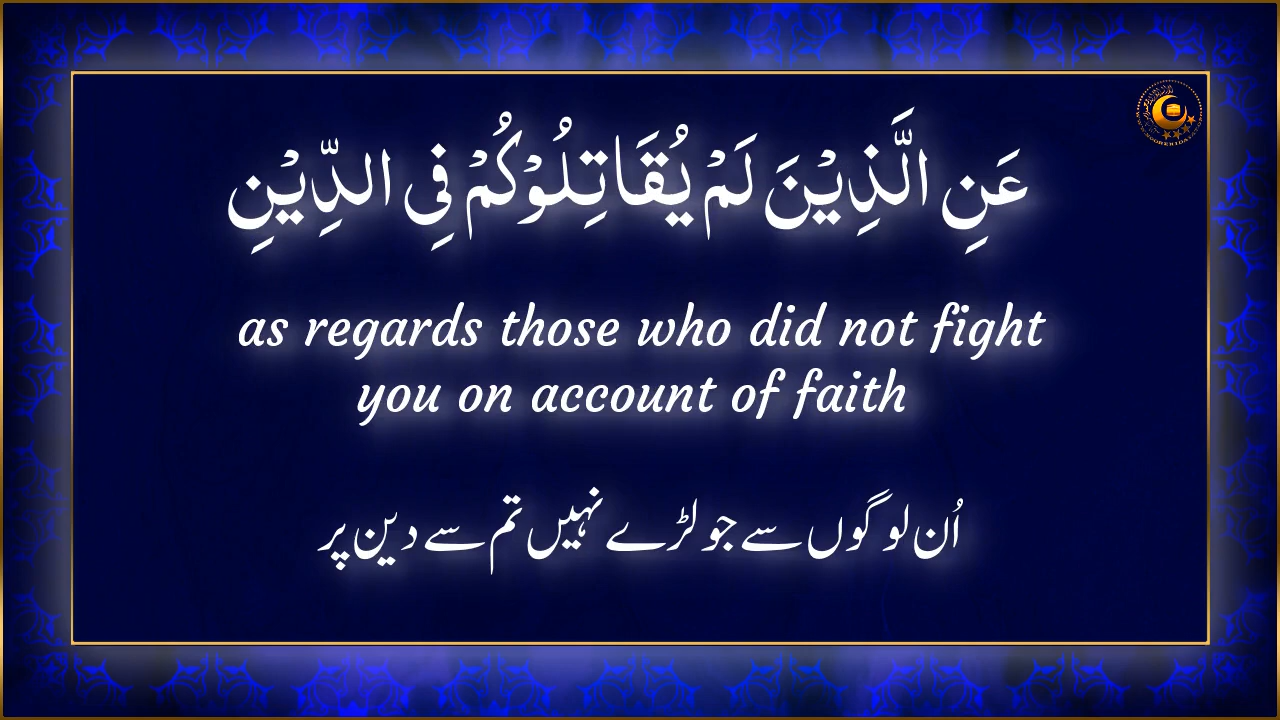 عَنِ الَّذِيْنَ لَمْ يُقَاتِلُوْكُمْ فِى الدِّيْنِ
as regards those who did not fight
you on account of faith
اُن لوگوں سے جو لڑے نہیں تم سے دین پر